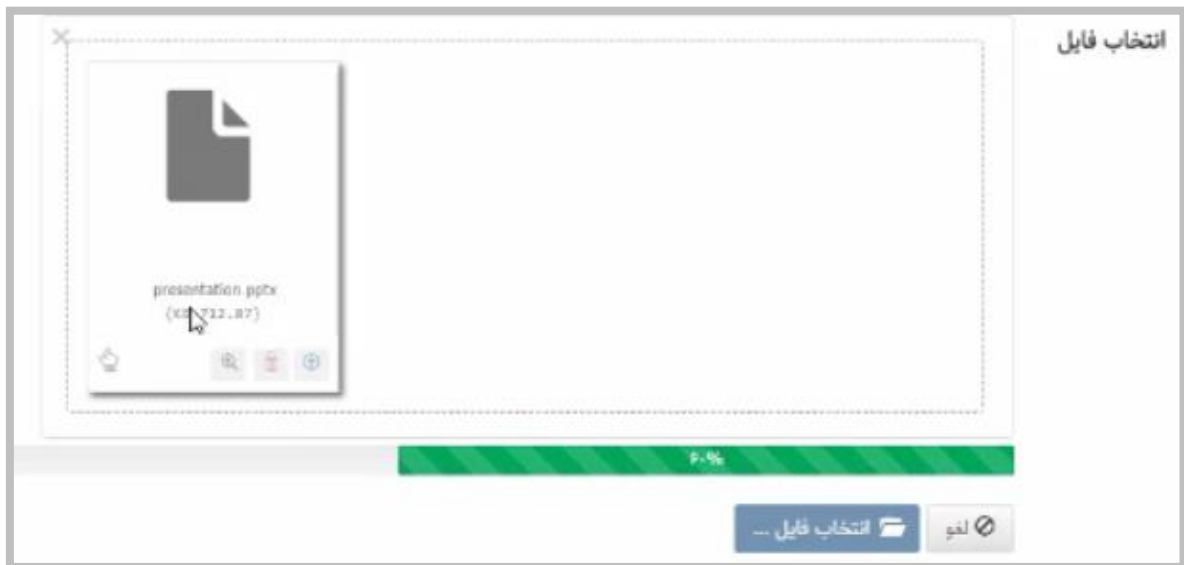 انتخاب فایل
presentation.pptx
۶۰%
لغو
انتخاب فایل ...